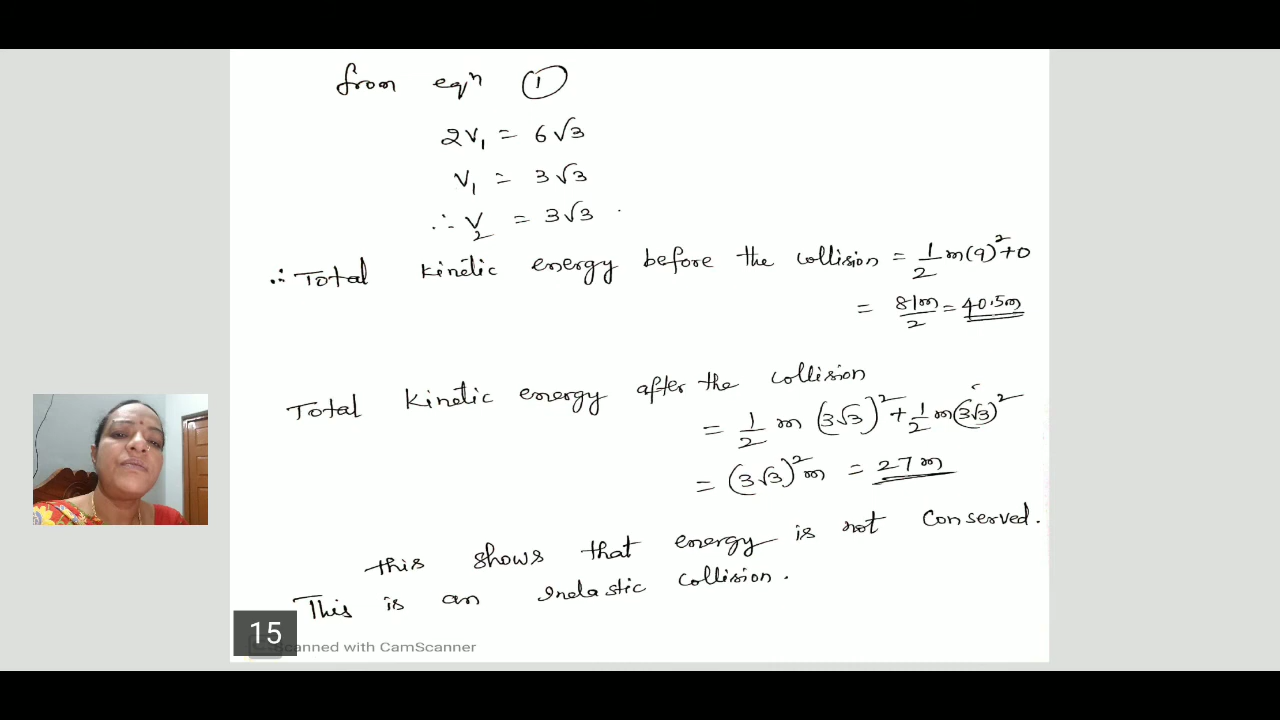 from eqⁿ ①
2V₁ = 6√3
V₁ = 3√3
∴ V₂ = 3√3
∴ Total kinetic energy before the collision = 1/2 m(9)² + 0
= 81m/2 = 40.5m
Total kinetic energy after the collision
= 1/2 m (3√3)² + 1/2 m(3√3)²
= (3√3)² m = 27m
This shows that energy is not conserved.
This is an Inelastic collision.
15
Scanned with CamScanner